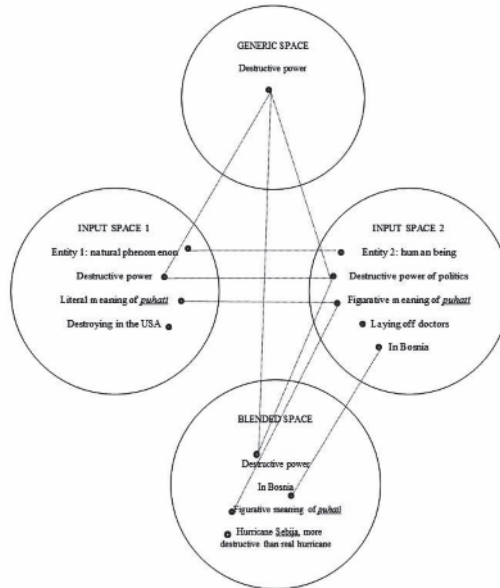 GENERIC SPACE
Destructive power
INPUT SPACE 1
Entity 1: natural phenomenon
Destructive power
Literal meaning of puhati
Destroying in the USA
INPUT SPACE 2
Entity 2: human being
Destructive power of politics
Figurative meaning of puhati
Laying off doctors
In Bosnia
BLENDED SPACE
Destructive power
In Bosnia
Figurative meaning of puhati
Hurricane Sebija, more
destructive than real hurricane